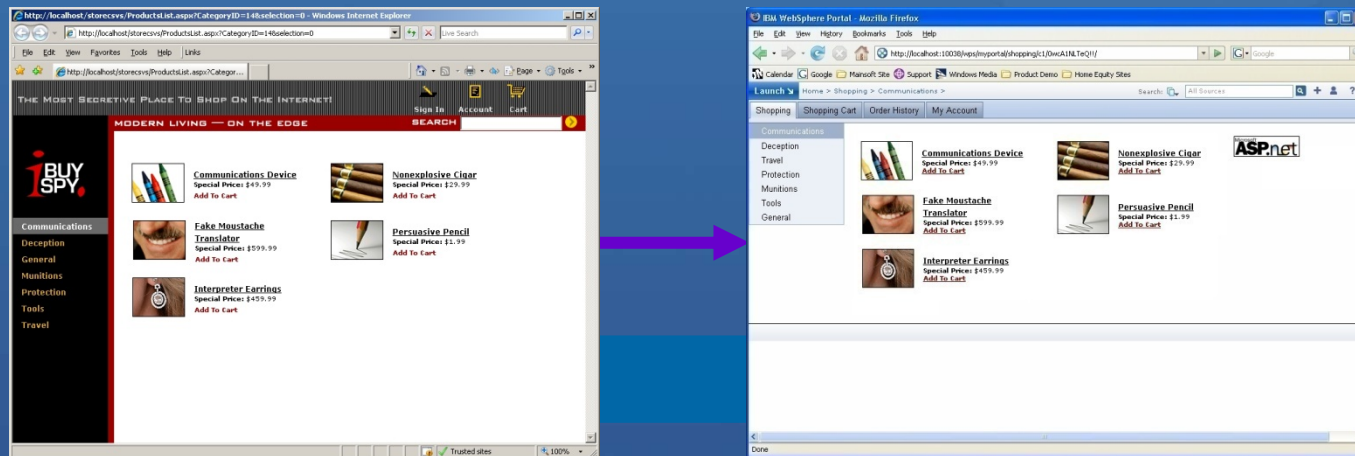 http://localhost/storecsvs/ProductsList.aspx?CategoryID=14&selection=0 - Windows Internet Explorer
http://localhost/storecsvs/ProductsList.aspx?CategoryID=14&selection=0
Live Search
File Edit View Favorites Tools Help Links
http://localhost/storecsvs/ProductsList.aspx?Categor...
Page Tools
THE MOST SECRETIVE PLACE TO SHOP ON THE INTERNET!
Sign In Account Cart
MODERN LIVING — ON THE EDGE
SEARCH
iBUY
SPY
Communications
Deception
General
Munitions
Protection
Tools
Travel
Communications Device
Special Price: $49.99
Add To Cart
Nonexplosive Cigar
Special Price: $29.99
Add To Cart
Fake Moustache
Translator
Special Price: $599.99
Add To Cart
Persuasive Pencil
Special Price: $1.99
Add To Cart
Interpreter Earrings
Special Price: $459.99
Add To Cart
Trusted sites
100%
IBM WebSphere Portal - Mozilla Firefox
File Edit View History Bookmarks Tools Help
Google
Calendar Google Mainsoft Site Support Windows Media Product Demo Home Equity Sites
Launch Home > Shopping > Communications >
Search: All Sources
Shopping Shopping Cart Order History My Account
Communications
Deception
Travel
Protection
Munitions
Tools
General
Communications Device
Special Price: $49.99
Add To Cart
Nonexplosive Cigar
Special Price: $29.99
Add To Cart
Microsoft
ASP.net
Fake Moustache
Translator
Special Price: $599.99
Add To Cart
Persuasive Pencil
Special Price: $1.99
Add To Cart
Interpreter Earrings
Special Price: $459.99
Add To Cart
Done